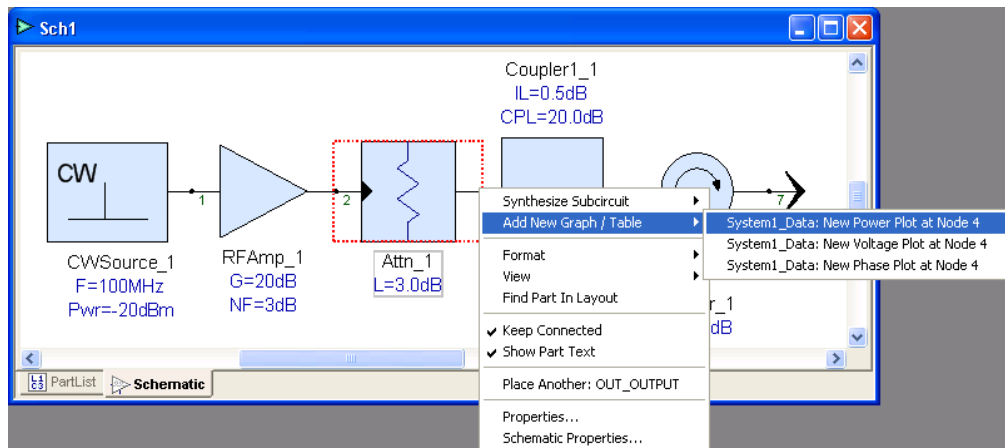 Sch1
Coupler1_1
IL=0.5dB
CPL=20.0dB
CW
1
2
7
CWSource_1
F=100MHz
Pwr=-20dBm
RFAmp_1
G=20dB
NF=3dB
Attn_1
L=3.0dB
r_1
dB
Synthesize Subcircuit
Add New Graph / Table
Format
View
Find Part In Layout
Keep Connected
Show Part Text
Place Another: OUT_OUTPUT
Properties...
Schematic Properties...
System1_Data: New Power Plot at Node 4
System1_Data: New Voltage Plot at Node 4
System1_Data: New Phase Plot at Node 4
PartList
Schematic